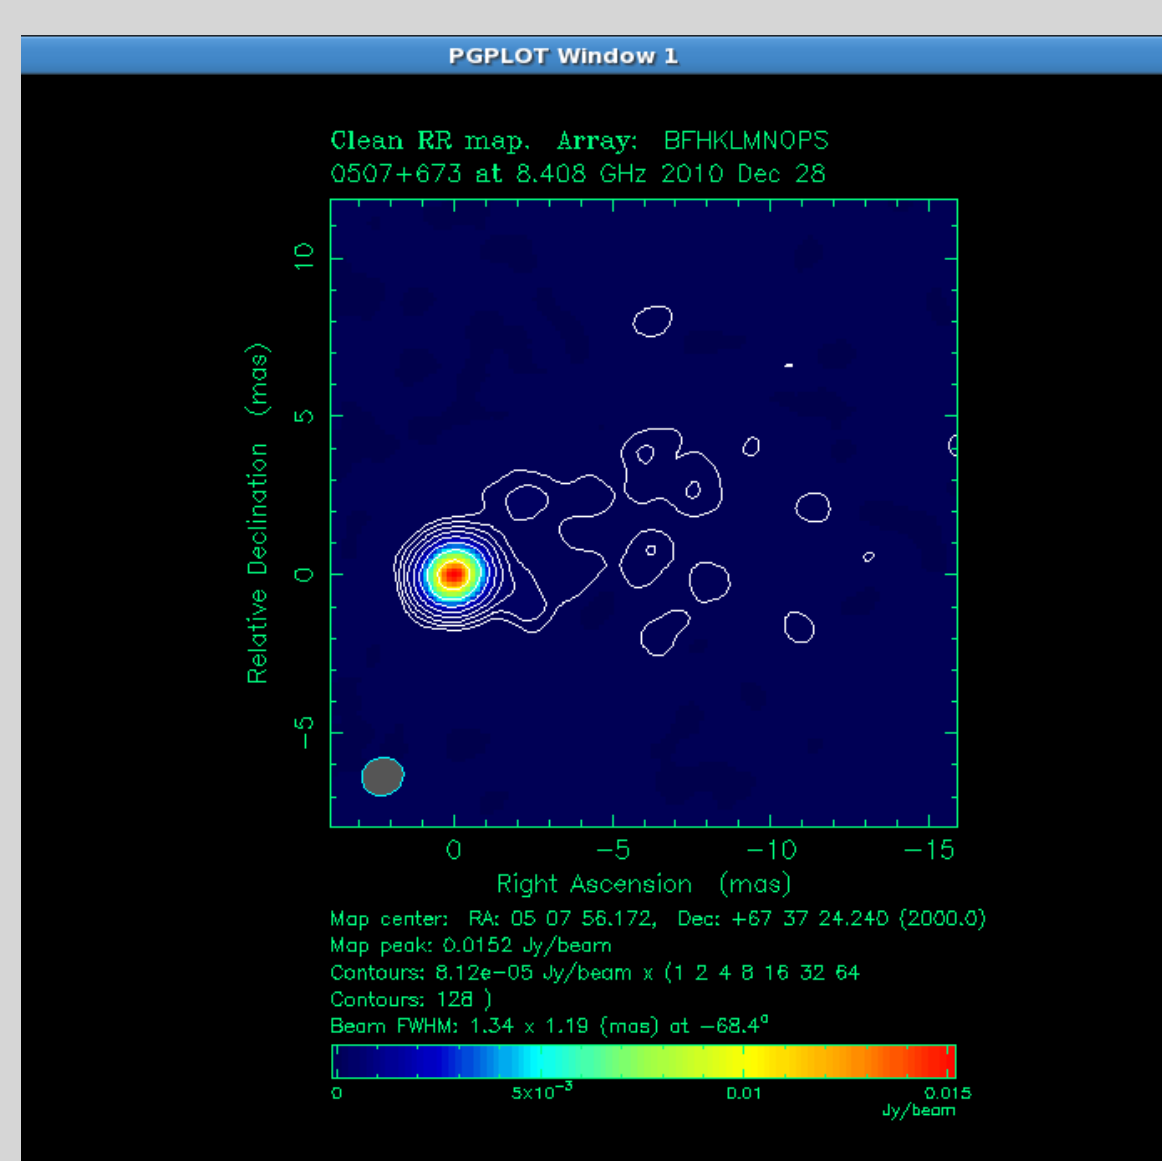 PGPLOT Window 1
Clean RR map. Array: BFHKLMNOPS
0507+673 at 8.408 GHz 2010 Dec 28
10
5
0
−5
Relative Declination (mas)
0 −5 −10 −15
Right Ascension (mas)
Map center: RA: 05 07 56.172, Dec: +67 37 24.240 (2000.0)
Map peak: 0.0152 Jy/beam
Contours: 8.12e−05 Jy/beam x (1 2 4 8 16 32 64
Contours: 128 )
Beam FWHM: 1.34 x 1.19 (mas) at −68.4°
0 5×10⁻³ 0.01 0.015
Jy/beam